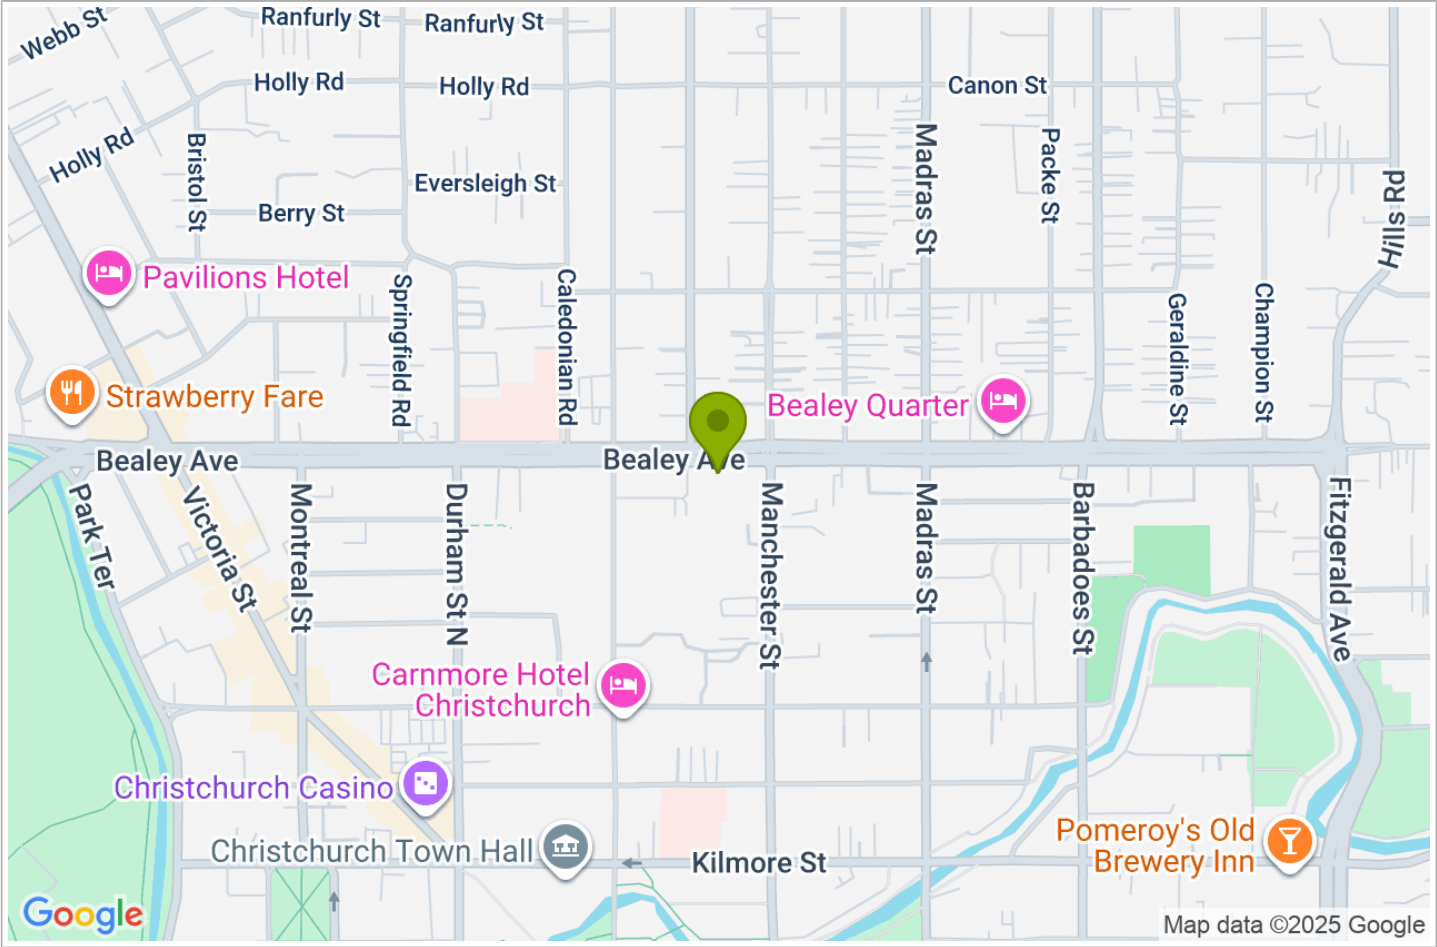 Webb St
Ranfurly St
Ranfurly St
Holly Rd
Holly Rd
Canon St
Holly Rd
Bristol St
Madras St
Packe St
Eversleigh St
Berry St
Hills Rd
Pavilions Hotel
Springfield Rd
Caledonian Rd
Geraldine St
Champion St
Strawberry Fare
Bealey Quarter
Bealey Ave
Bealey Ave
Park Ter
Victoria St
Montreal St
Durham St N
Manchester St
Madras St
Barbadoes St
Fitzgerald Ave
Carnmore Hotel
Christchurch
Christchurch Casino
Christchurch Town Hall
Kilmore St
Pomeroy's Old
Brewery Inn
Google
Map data ©2025 Google